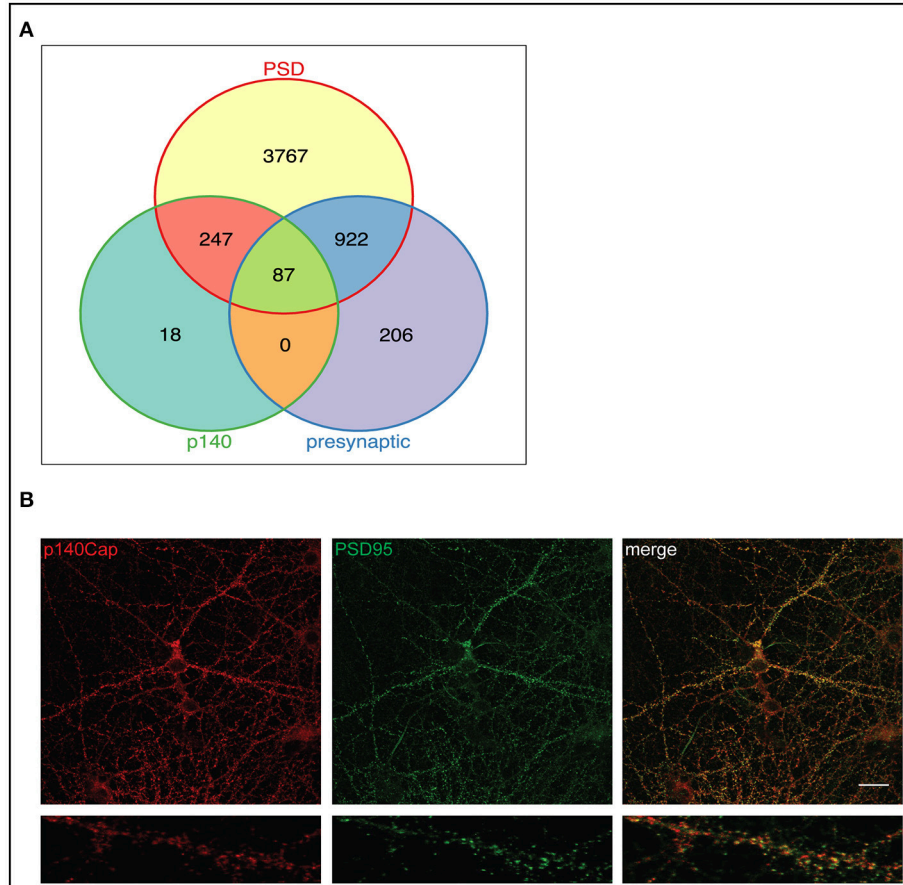 A
PSD
3767
247
922
87
18
0
206
p140
presynaptic
B
p140Cap
PSD95
merge